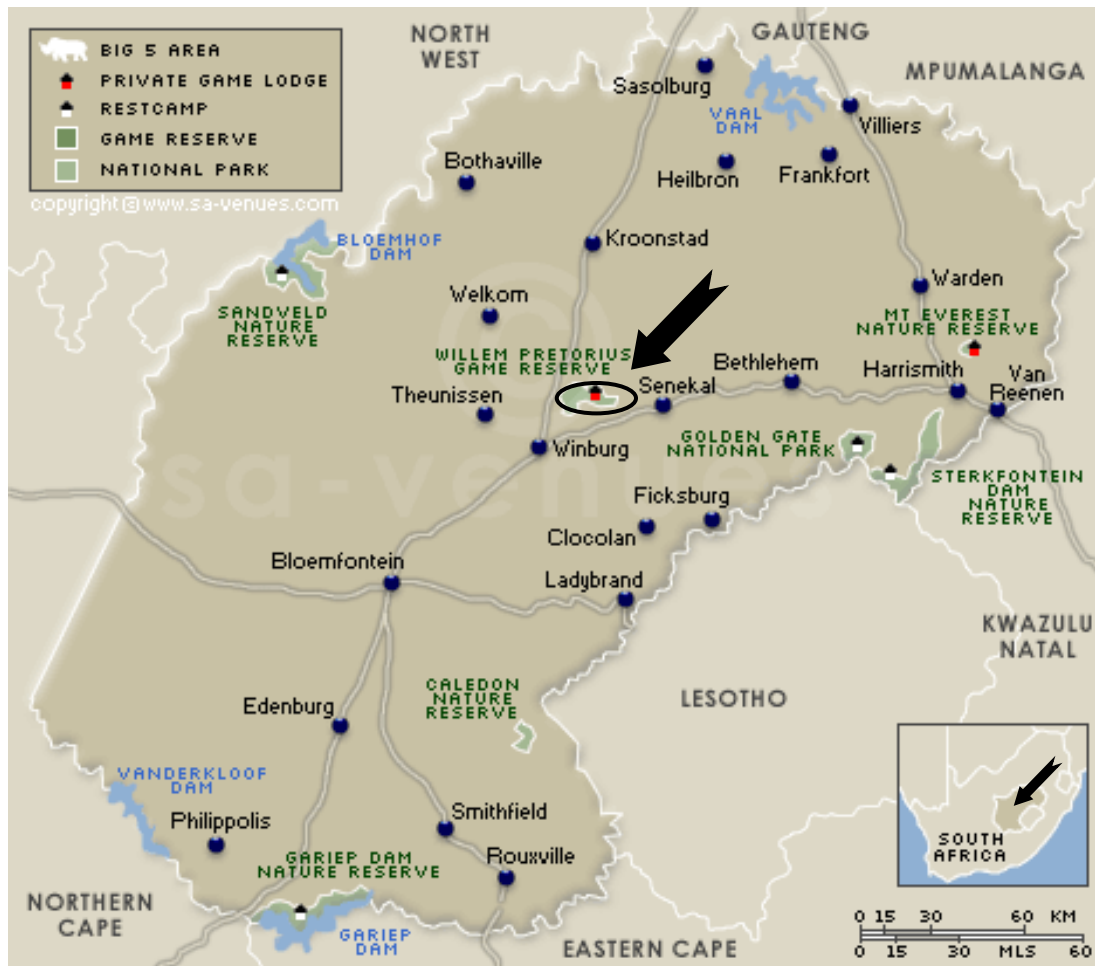 BIG 5 AREA
PRIVATE GAME LODGE
RESTCAMP
GAME RESERVE
NATIONAL PARK
copyright © www.sa-venues.com
NORTH
WEST
GAUTENG
MPUMALANGA
Sasolburg
VAAL
DAM
Villiers
Bothaville
Heilbron
Frankfort
BLOEMHOF
DAM
Kroonstad
SANDVELD
NATURE
RESERVE
Welkom
Warden
MT EVEREST
NATURE RESERVE
©
WILLEM PRETORIUS
GAME RESERVE
Bethlehem
Harrismith
Van
Reenen
Theunissen
Senekal
Winburg
GOLDEN GATE
NATIONAL PARK
sa-venues
STERKFONTEIN
DAM
NATURE
RESERVE
Ficksburg
Clocolan
Bloemfontein
Ladybrand
KWAZULU
NATAL
LESOTHO
CALEDON
NATURE
RESERVE
Edenburg
VANDERKLOOF
DAM
Philippolis
Smithfield
GARIEP DAM
NATURE RESERVE
Rouxville
SOUTH
AFRICA
NORTHERN
CAPE
GARIEP
DAM
EASTERN CAPE
0 15 30 60 KM
0 15 30 MLS 60